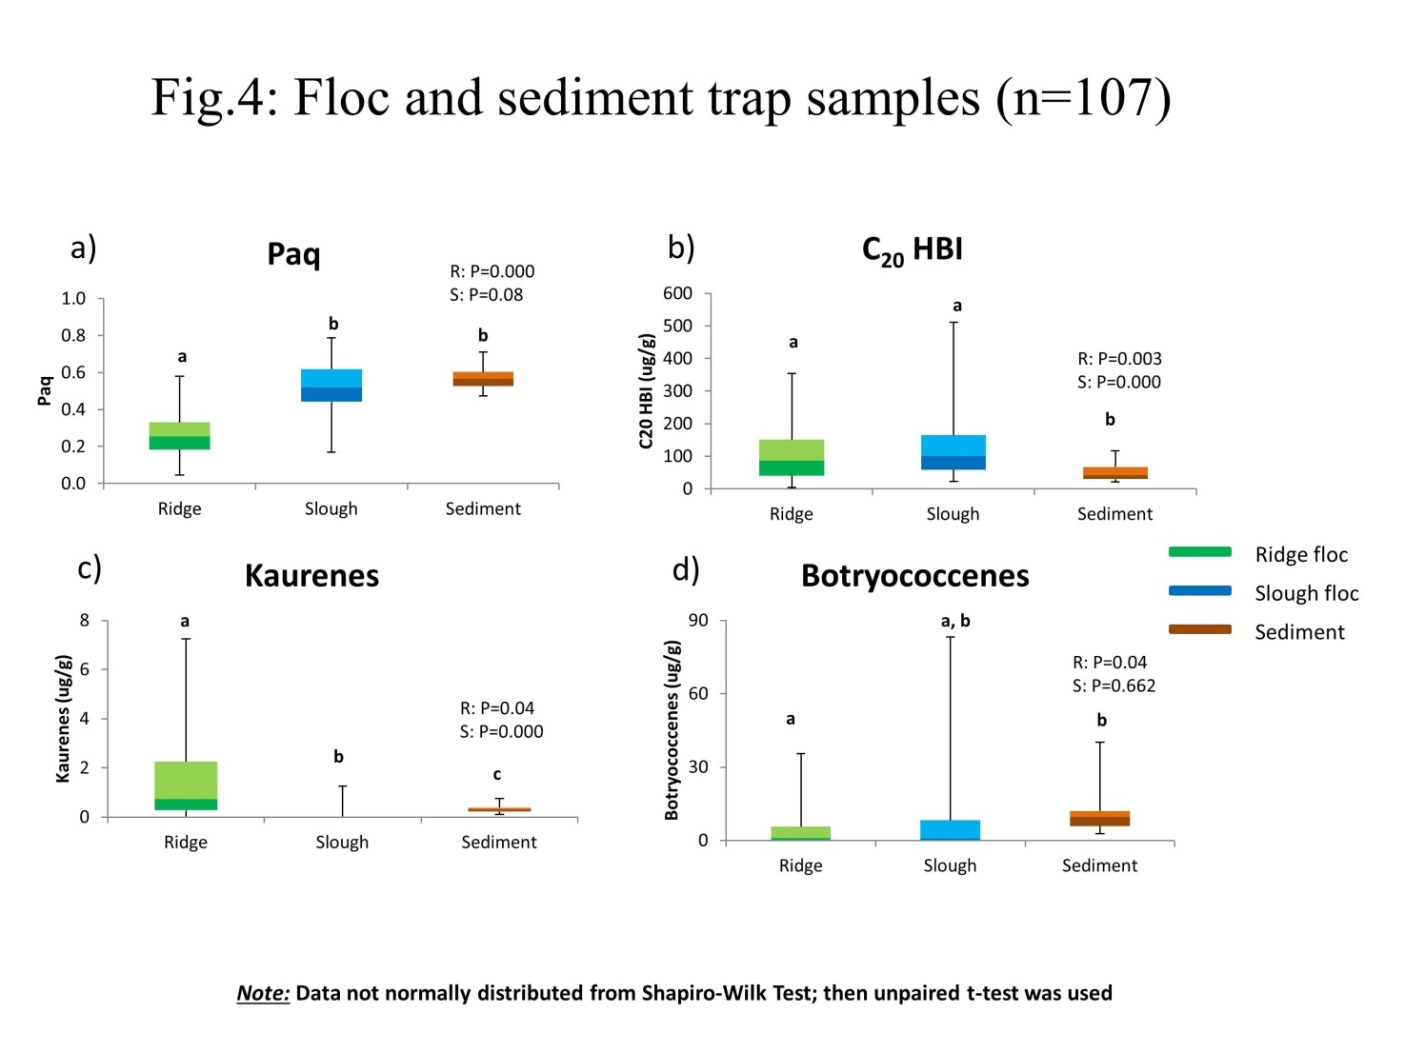 Fig.4: Floc and sediment trap samples (n=107)
a)
Paq
R: P=0.000
S: P=0.08
1.0
0.8
0.6
0.4
0.2
0.0
Paq
a
b
b
Ridge
Slough
Sediment
b)
C20 HBI
600
500
400
300
200
100
0
C20 HBI (ug/g)
a
a
R: P=0.003
S: P=0.000
b
Ridge
Slough
Sediment
c)
Kaurenes
8
6
4
2
0
Kaurenes (ug/g)
a
b
R: P=0.04
S: P=0.000
c
Ridge
Slough
Sediment
d)
Botryococcenes
90
60
30
0
Botryococcenes (ug/g)
a
a, b
R: P=0.04
S: P=0.662
b
Ridge
Slough
Sediment
Ridge floc
Slough floc
Sediment
Note: Data not normally distributed from Shapiro-Wilk Test; then unpaired t-test was used